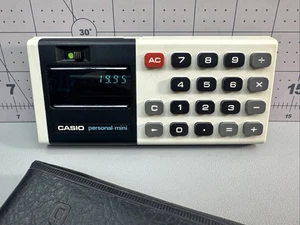 30°
19.95
AC 7 8 9 ÷
4 5 6 ×
C 1 2 3 -
← 0 . = +
CASIO personal-mini
7
15